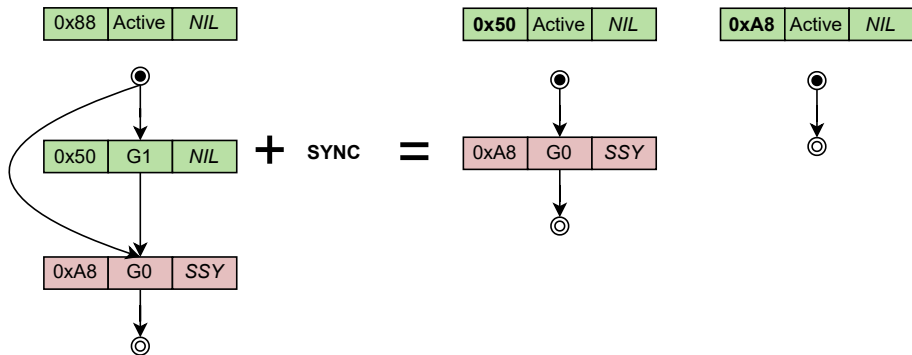 0x88 Active NIL
0x50 Active NIL
0xA8 Active NIL
0x50 G1 NIL
+ SYNC =
0xA8 G0 SSY
0xA8 G0 SSY